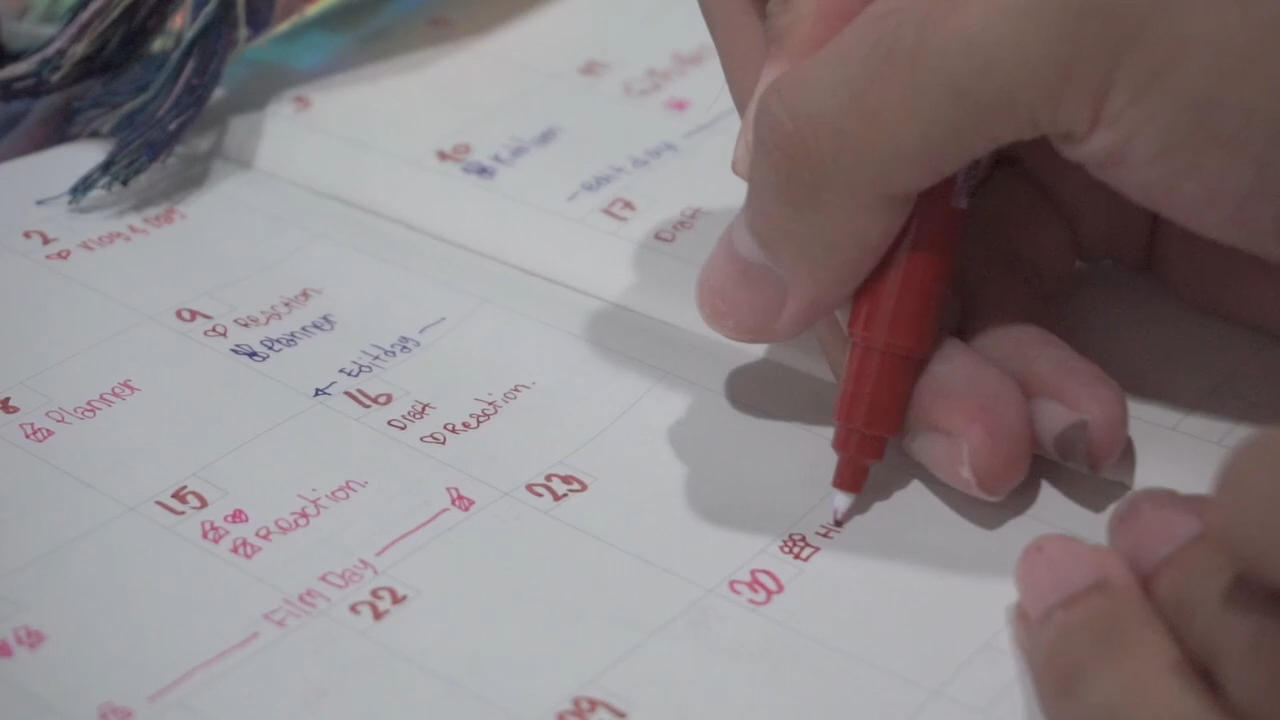 2
Vlog & Day
9
Reaction.
Planner
Edit day
10
edit day
17
Draft
8
Planner
16
Draft
Reaction.
15
Reaction.
Film Day
23
22
30
H
29